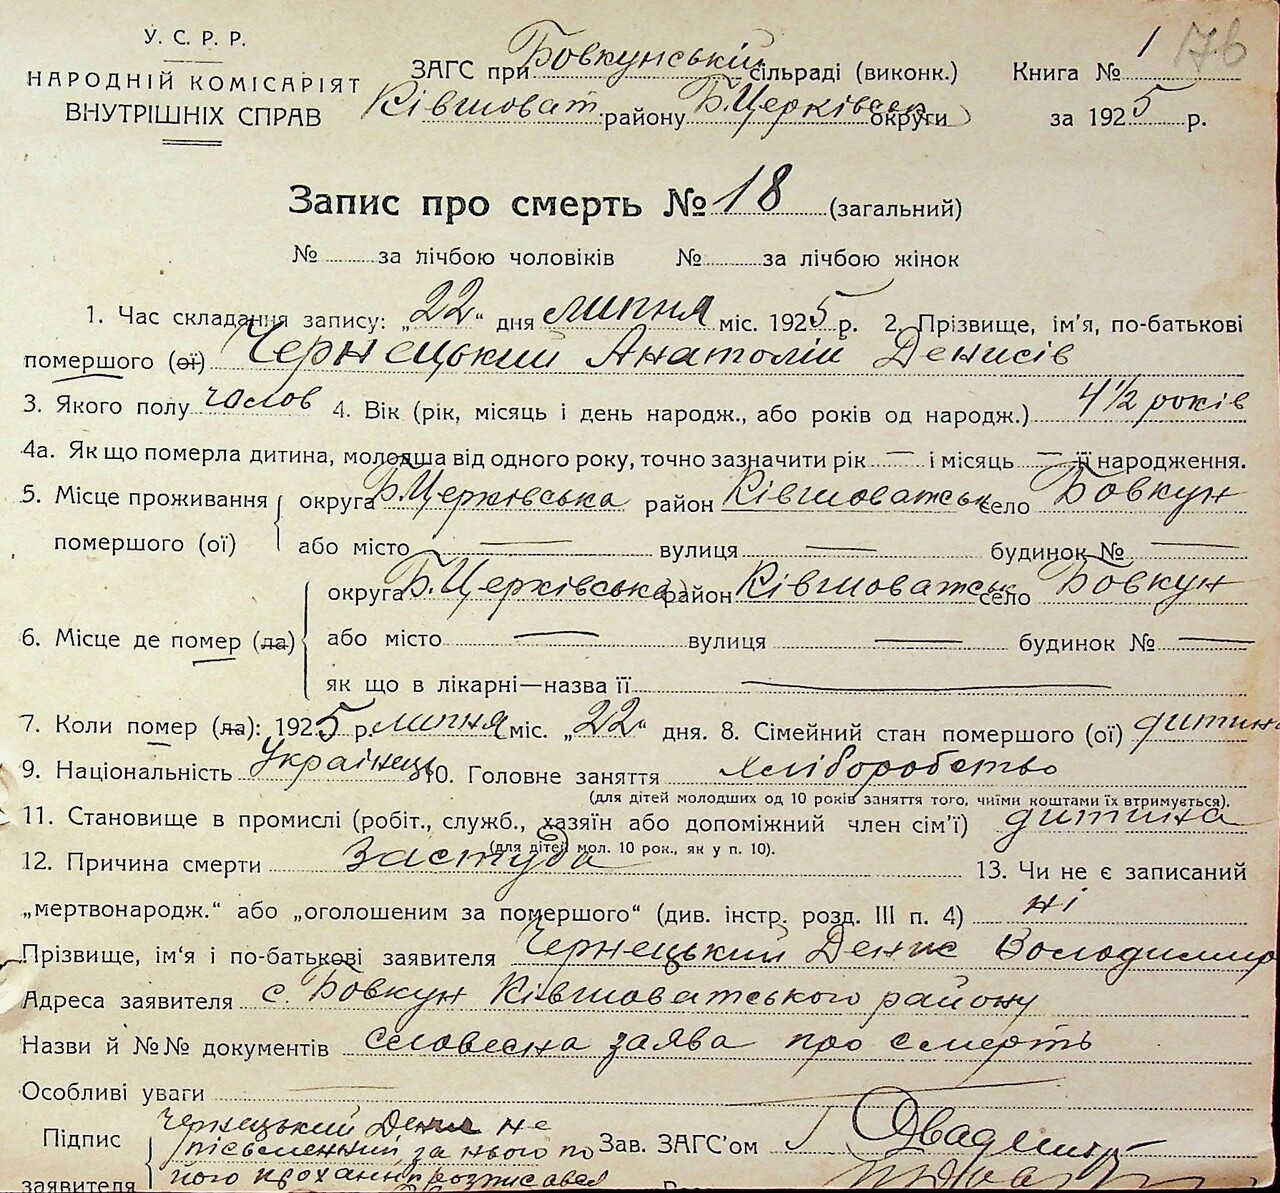 У. С. Р. Р.
НАРОДНІЙ КОМІСАРІЯТ
ВНУТРІШНІХ СПРАВ
ЗАГС при Бовкунській сільраді (виконк.)
Ківшоват. району Б.Церківськ округи
Книга № 1 76
за 1925 р.
Запис про смерть № 18 (загальний)
№ за лічбою чоловіків № за лічбою жінок
1. Час складання запису: „22" дня липня міс. 1925 р. 2. Прізвище, ім'я, по-батькові
помершого (ої) Чернецький Анатолій Денисів
3. Якого полу чолов 4. Вік (рік, місяць і день народж., або років од народж.) 4 1/2 років
4а. Як що померла дитина, молодша від одного року, точно зазначити рік — і місяць — її народження.
5. Місце проживання помершого (ої) округа Б.Церківська район Ківшоватськ село Бовкун
або місто — вулиця — будинок № —
6. Місце де помер (ла) округа Б.Церківська район Ківшоватськ село Бовкун
або місто — вулиця — будинок № —
як що в лікарні—назва її —
7. Коли помер (ла): 1925 р. липня міс. „22" дня. 8. Сімейний стан помершого (ої) дитина
9. Національність Українець 10. Головне заняття хліборобство
(для дітей молодших од 10 років заняття того, чиїми коштами їх втримується).
11. Становище в промислі (робіт., служб., хазяїн або допоміжний член сім'ї) дитина
(для дітей мол. 10 рок., як у п. 10).
12. Причина смерти застуда 13. Чи не є записаний
„мертвонародж." або „оголошеним за помершого" (див. інстр. розд. III п. 4) ні
Прізвище, ім'я і по-батькові заявителя Чернецький Денис Володимир
Адреса заявителя с. Бовкун Ківшоватського району
Назви й №№ документів словесна заява про смерть
Особливі уваги —
Підпис заявителя Чернецький Денис не
письменний, за нього по
його проханн розписався
Зав. ЗАГС'ом